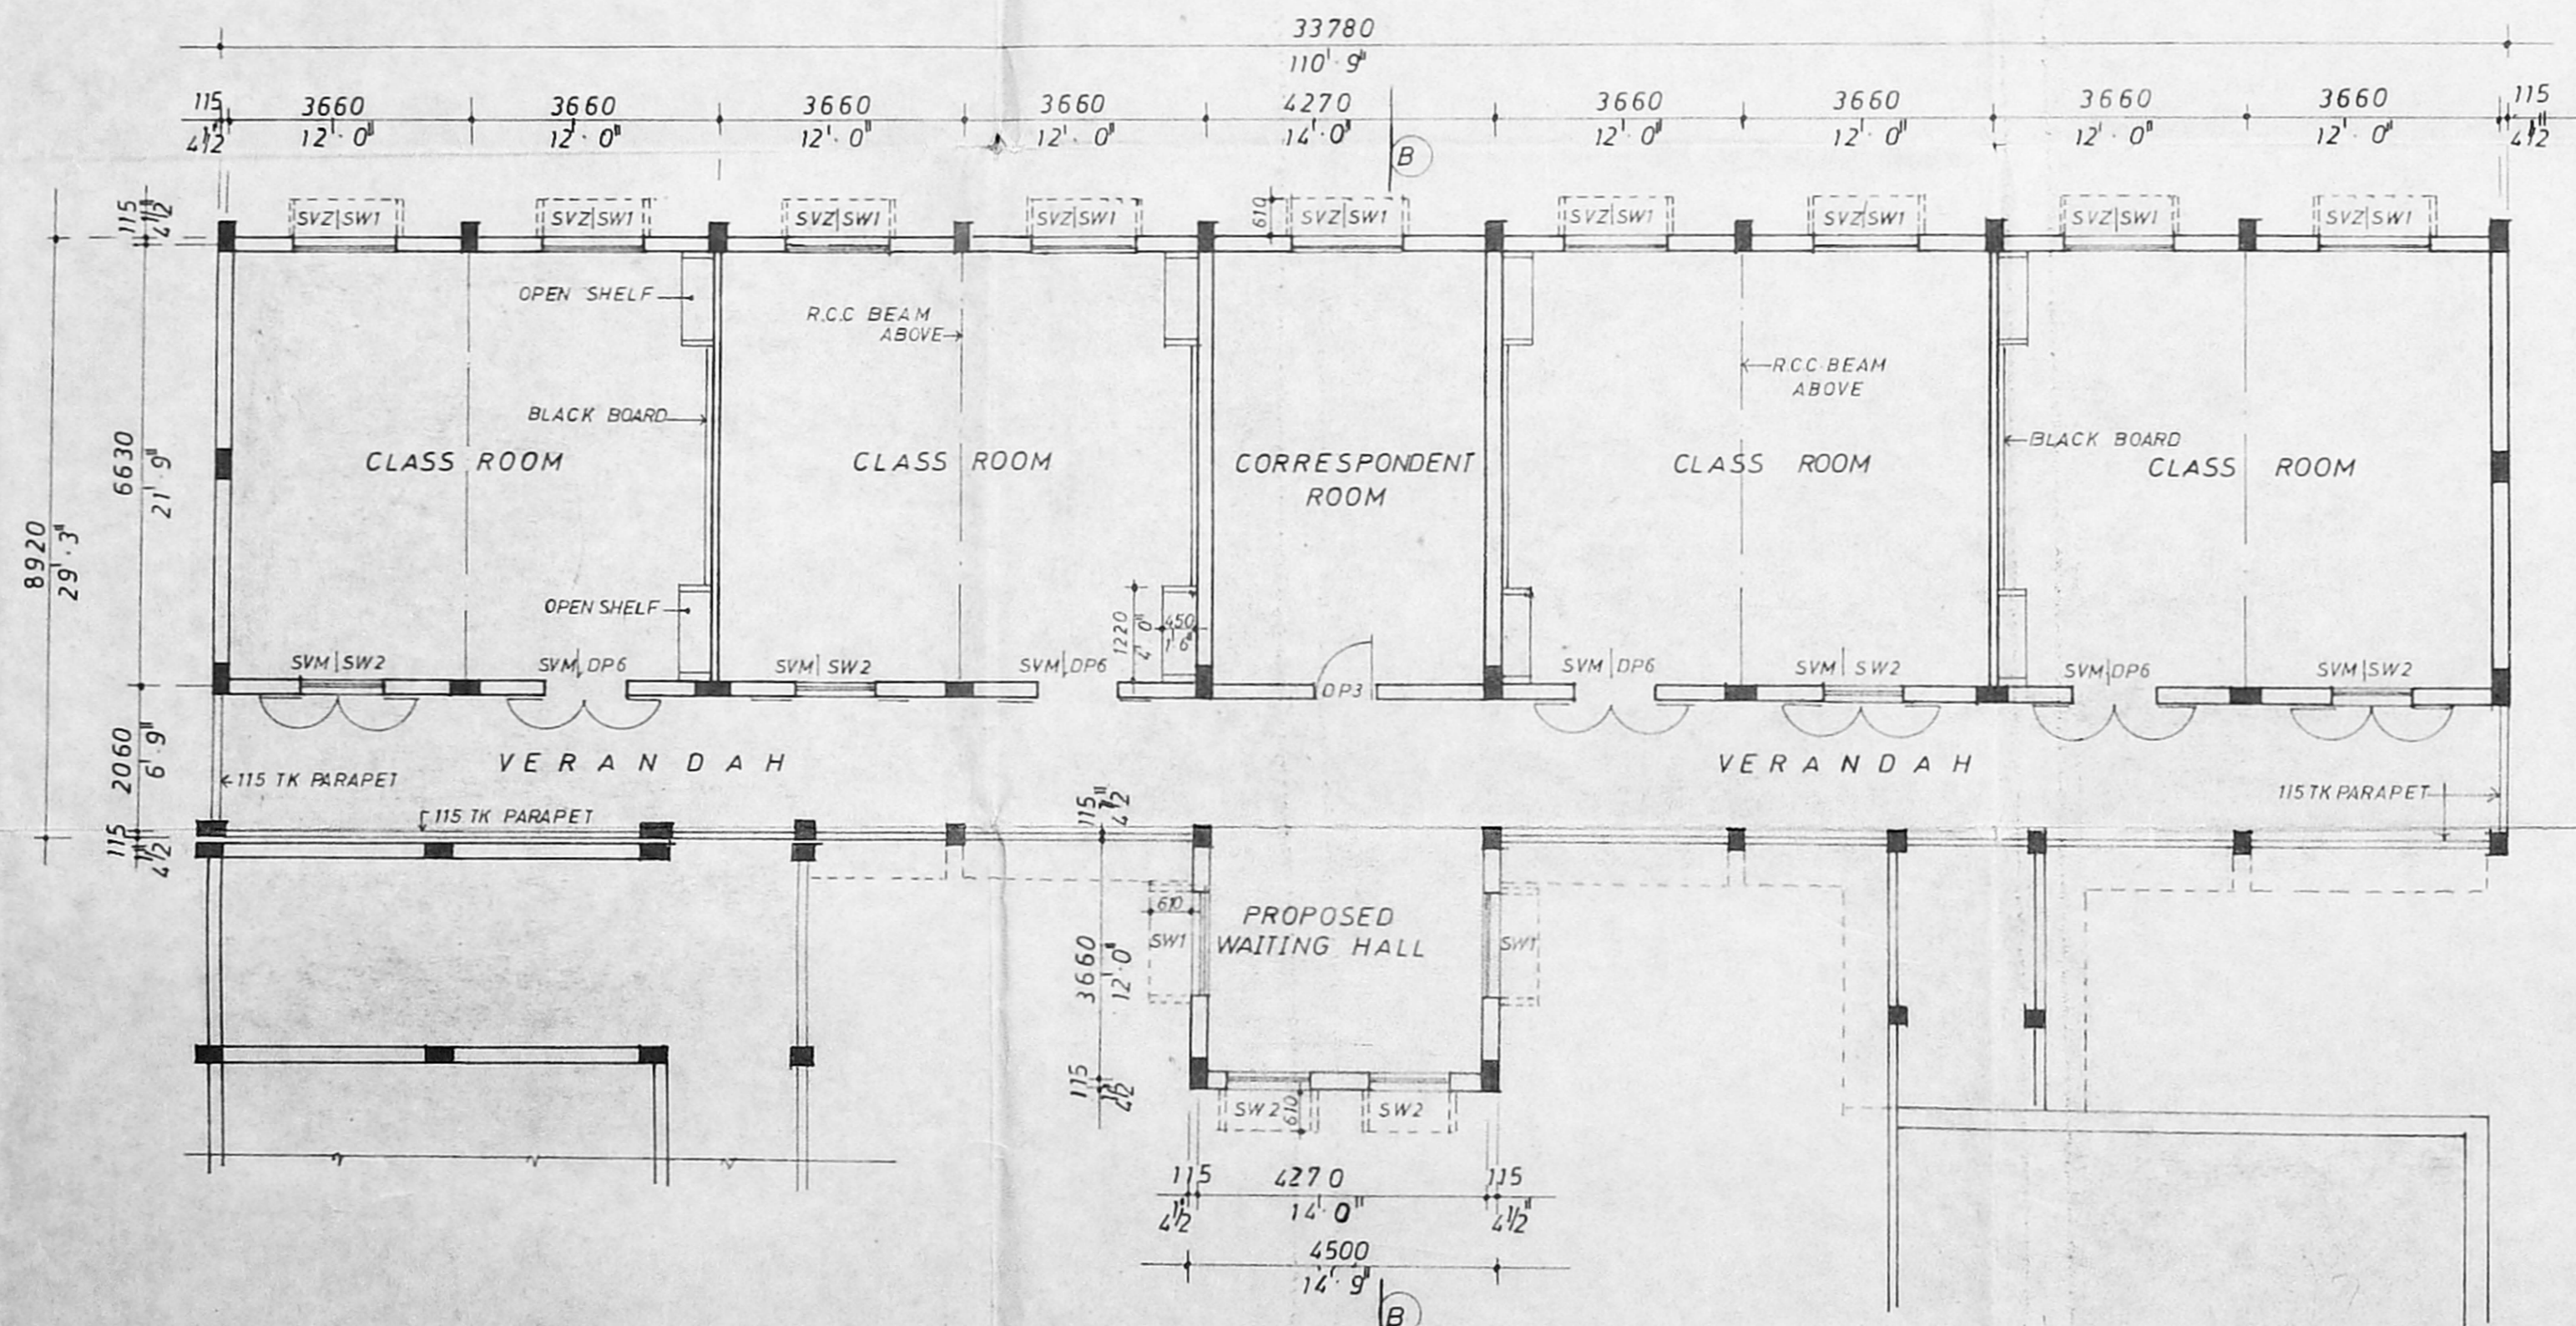 33780
110'·9"
115 3660 3660 3660 3660 4270 3660 3660 3660 3660 115
4½" 12'·0" 12'·0" 12'·0" 12'·0" 14'·0" 12'·0" 12'·0" 12'·0" 12'·0" 4½"
B
115
4½"
610
SVZ SW1 SVZ SW1 SVZ SW1 SVZ SW1 SVZ SW1 SVZ SW1 SVZ SW1 SVZ SW1 SVZ SW1
OPEN SHELF
R.C.C BEAM
ABOVE
R.C.C BEAM
ABOVE
BLACK BOARD
BLACK BOARD
CLASS ROOM
CLASS ROOM
CORRESPONDENT
ROOM
CLASS ROOM
CLASS ROOM
6630
21'·9"
8920
29'·3"
OPEN SHELF
1220
4'·0"
450
1'·6"
SVM SW2 SVM DP6 SVM SW2 SVM DP6 SVM DP6 SVM SW2 SVM DP6 SVM SW2
DP3
2060
6'·9"
VERANDAH
VERANDAH
115 TK PARAPET
115 TK PARAPET
115 TK PARAPET
115
4½"
115
4½"
610
SW1
PROPOSED
WAITING HALL
SW1
3660
12'·0"
115
4½"
SW2 610 SW2
115 4270 115
4½" 14'·0" 4½"
4500
14'·9"
B